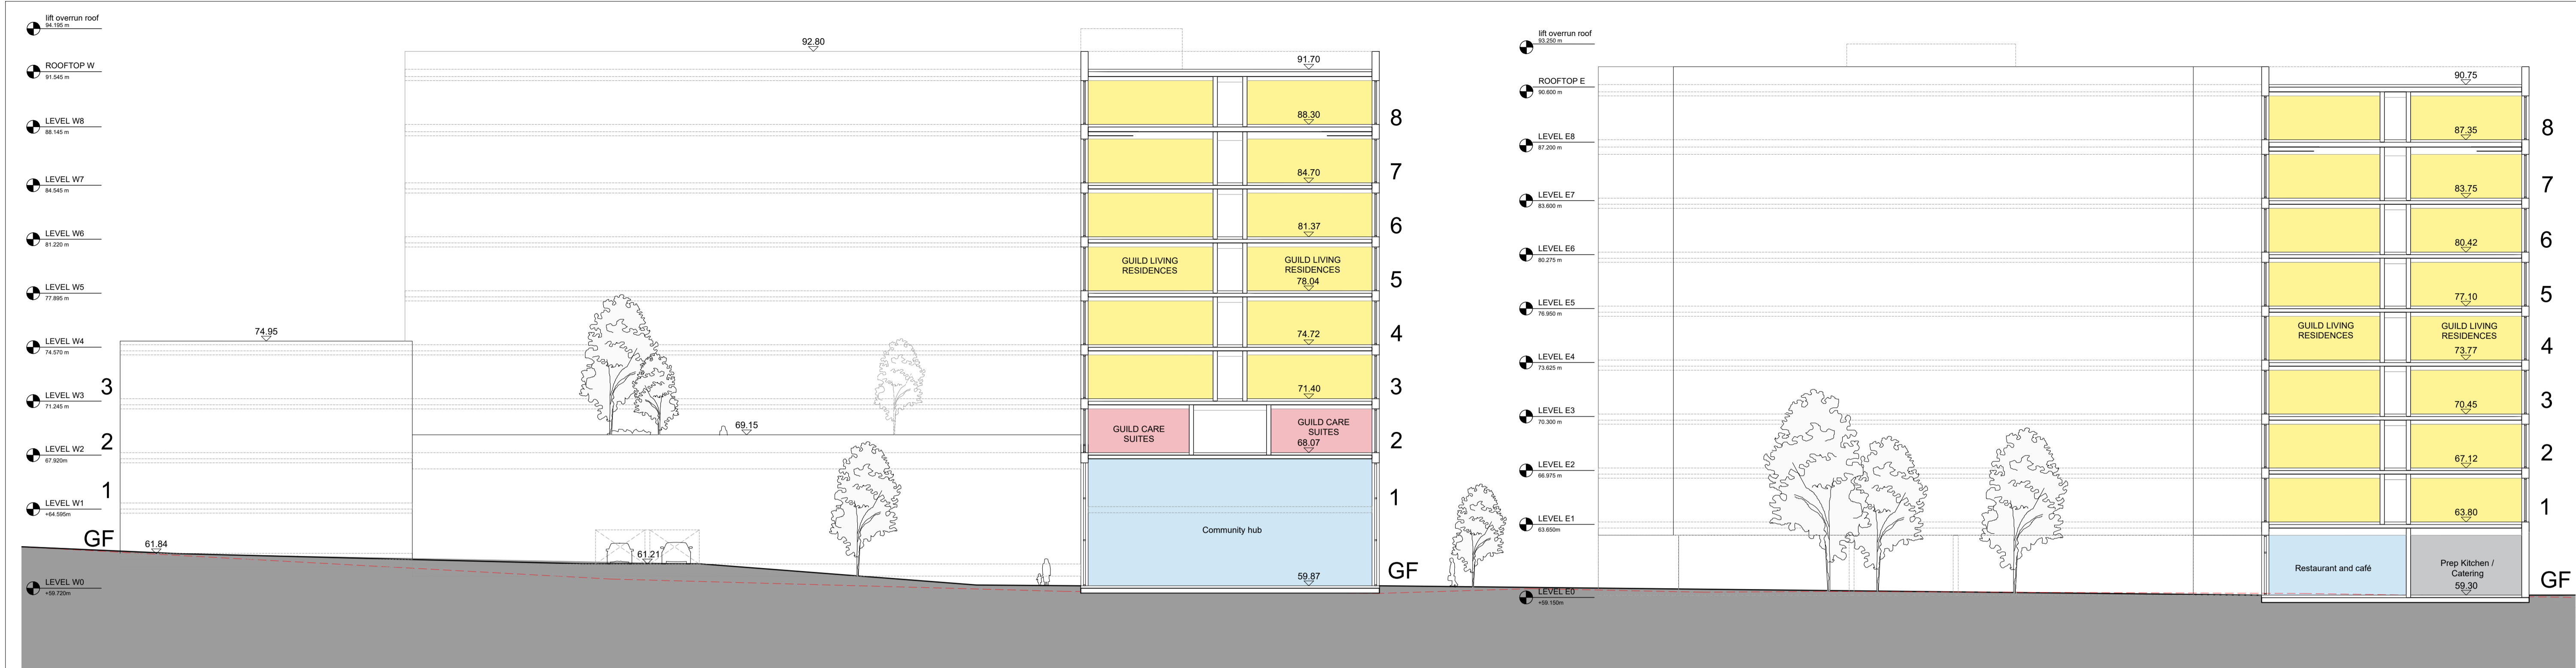 lift overrun roof
94.195 m
ROOFTOP W
91.545 m
LEVEL W8
88.145 m
LEVEL W7
84.545 m
LEVEL W6
81.220 m
LEVEL W5
77.895 m
LEVEL W4
74.570 m
LEVEL W3
71.245 m
LEVEL W2
67.920m
LEVEL W1
+64.595m
LEVEL W0
+59.720m
3
2
1
GF
74.95
61.84
92.80
69.15
61.21
91.70
88.30
84.70
81.37
GUILD LIVING
RESIDENCES
GUILD LIVING
RESIDENCES
78.04
74.72
71.40
GUILD CARE
SUITES
GUILD CARE
SUITES
68.07
Community hub
59.87
8
7
6
5
4
3
2
1
GF
lift overrun roof
93.250 m
ROOFTOP E
90.600 m
LEVEL E8
87.200 m
LEVEL E7
83.600 m
LEVEL E6
80.275 m
LEVEL E5
76.950 m
LEVEL E4
73.625 m
LEVEL E3
70.300 m
LEVEL E2
66.975 m
LEVEL E1
63.650m
LEVEL E0
+59.150m
90.75
87.35
83.75
80.42
77.10
GUILD LIVING
RESIDENCES
GUILD LIVING
RESIDENCES
73.77
70.45
67.12
63.80
Restaurant and café
Prep Kitchen /
Catering
59.30
8
7
6
5
4
3
2
1
GF